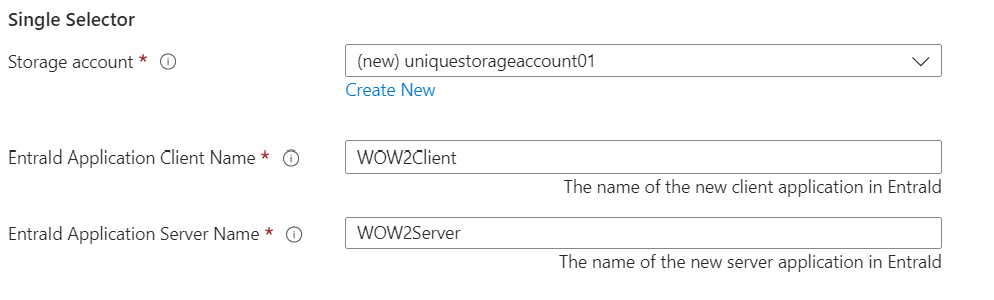 Single Selector
Storage account *
(new) uniquestorageaccount01
Create New
EntraId Application Client Name *
WOW2Client
The name of the new client application in EntraId
EntraId Application Server Name *
WOW2Server
The name of the new server application in EntraId